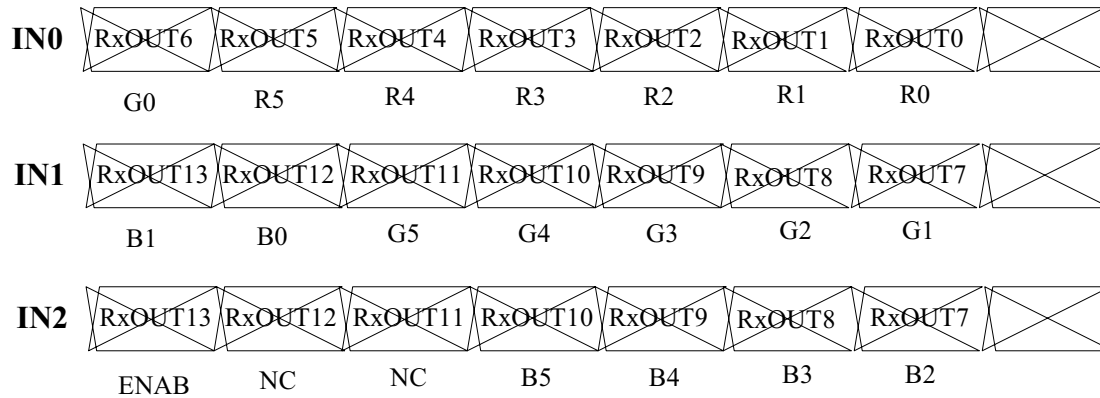 IN0 RxOUT6 RxOUT5 RxOUT4 RxOUT3 RxOUT2 RxOUT1 RxOUT0
G0 R5 R4 R3 R2 R1 R0
IN1 RxOUT13 RxOUT12 RxOUT11 RxOUT10 RxOUT9 RxOUT8 RxOUT7
B1 B0 G5 G4 G3 G2 G1
IN2 RxOUT13 RxOUT12 RxOUT11 RxOUT10 RxOUT9 RxOUT8 RxOUT7
ENAB NC NC B5 B4 B3 B2